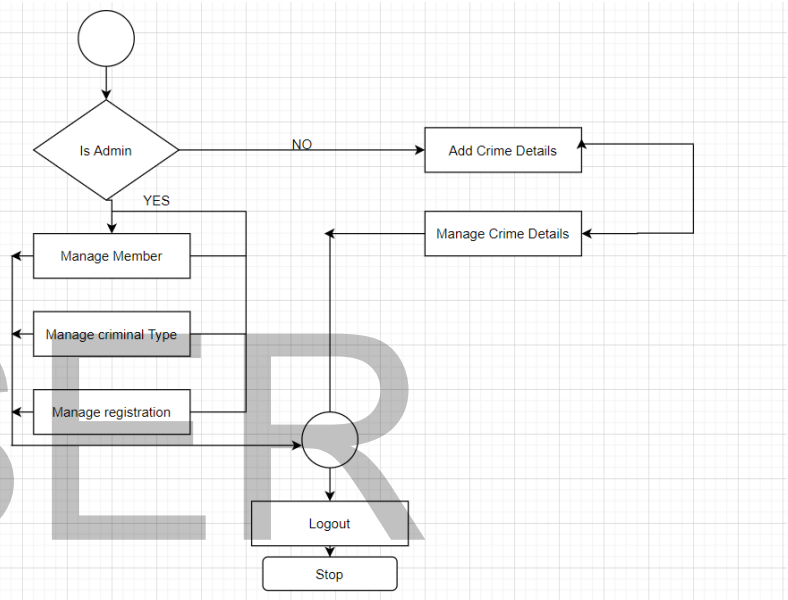 Is Admin
NO
Add Crime Details
YES
Manage Crime Details
Manage Member
Manage criminal Type
Manage registration
Logout
Stop